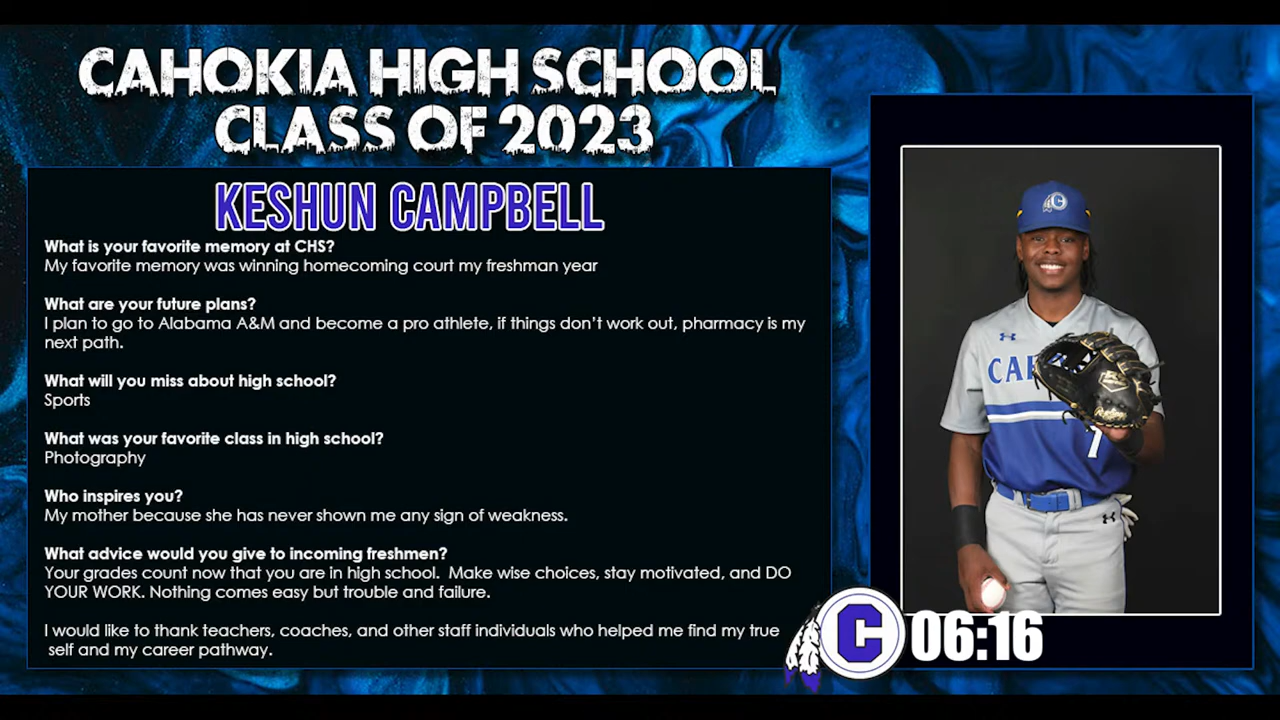 CAHOKIA HIGH SCHOOL
CLASS OF 2023
KESHUN CAMPBELL
What is your favorite memory at CHS?
My favorite memory was winning homecoming court my freshman year
What are your future plans?
I plan to go to Alabama A&M and become a pro athlete, if things don't work out, pharmacy is my
next path.
What will you miss about high school?
Sports
What was your favorite class in high school?
Photography
Who inspires you?
My mother because she has never shown me any sign of weakness.
What advice would you give to incoming freshmen?
Your grades count now that you are in high school.  Make wise choices, stay motivated, and DO
YOUR WORK. Nothing comes easy but trouble and failure.
I would like to thank teachers, coaches, and other staff individuals who helped me find my true
self and my career pathway.
C
CA
7
C 06:16